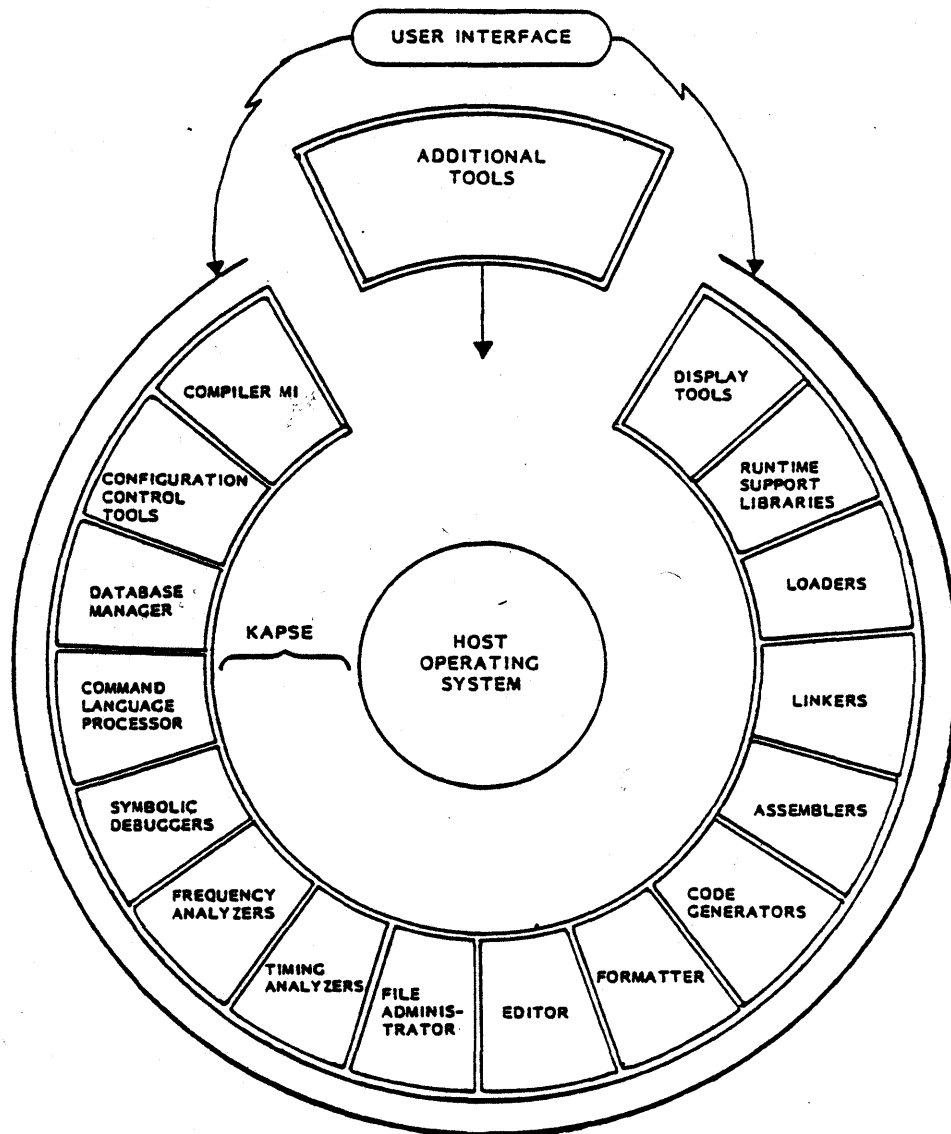 USER INTERFACE
ADDITIONAL
TOOLS
COMPILER MI
DISPLAY
TOOLS
CONFIGURATION
CONTROL
TOOLS
RUNTIME
SUPPORT
LIBRARIES
DATABASE
MANAGER
LOADERS
KAPSE
HOST
OPERATING
SYSTEM
COMMAND
LANGUAGE
PROCESSOR
LINKERS
SYMBOLIC
DEBUGGERS
ASSEMBLERS
FREQUENCY
ANALYZERS
CODE
GENERATORS
TIMING
ANALYZERS
FILE
ADMINIS-
TRATOR
EDITOR
FORMATTER